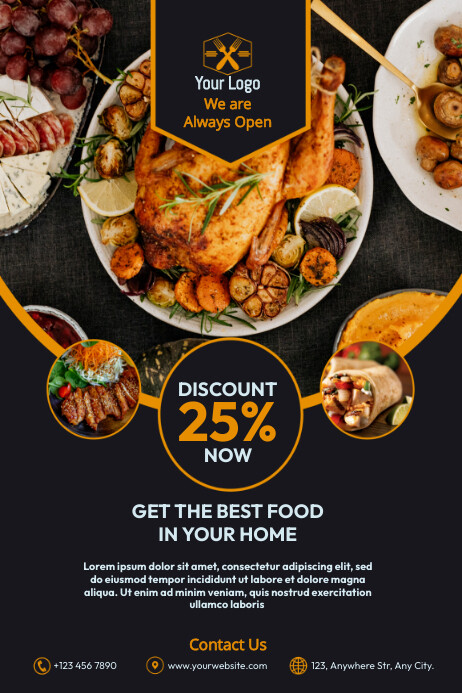 Your Logo
We are
Always Open
DISCOUNT
25%
NOW
GET THE BEST FOOD
IN YOUR HOME
Lorem ipsum dolor sit amet, consectetur adipiscing elit, sed
do eiusmod tempor incididunt ut labore et dolore magna
aliqua. Ut enim ad minim veniam, quis nostrud exercitation
ullamco laboris
Contact Us
+123 456 7890 www.yourwebsite.com 123, Anywhere Str, Any City.